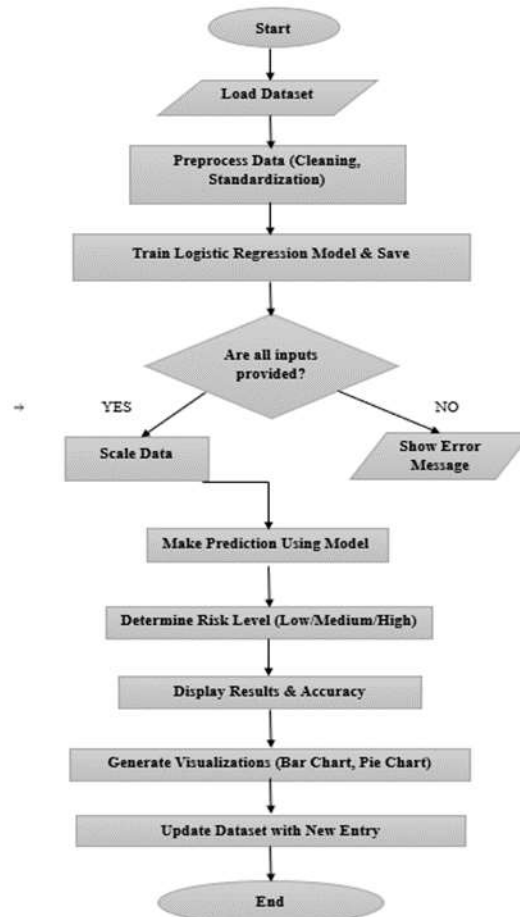 Start
Load Dataset
Preprocess Data (Cleaning,
Standardization)
Train Logistic Regression Model & Save
Are all inputs
provided?
YES
NO
Scale Data
Show Error
Message
Make Prediction Using Model
Determine Risk Level (Low/Medium/High)
Display Results & Accuracy
Generate Visualizations (Bar Chart, Pie Chart)
Update Dataset with New Entry
End